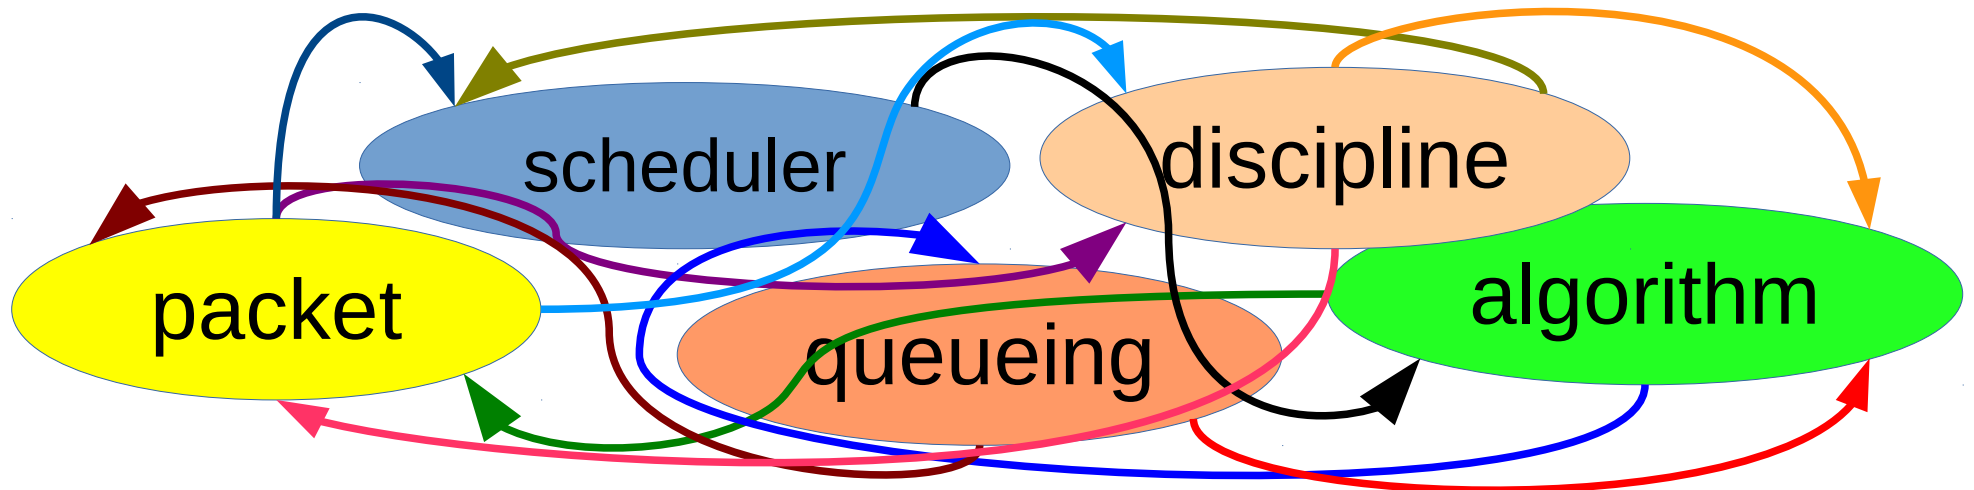 scheduler
discipline
packet
algorithm
queueing